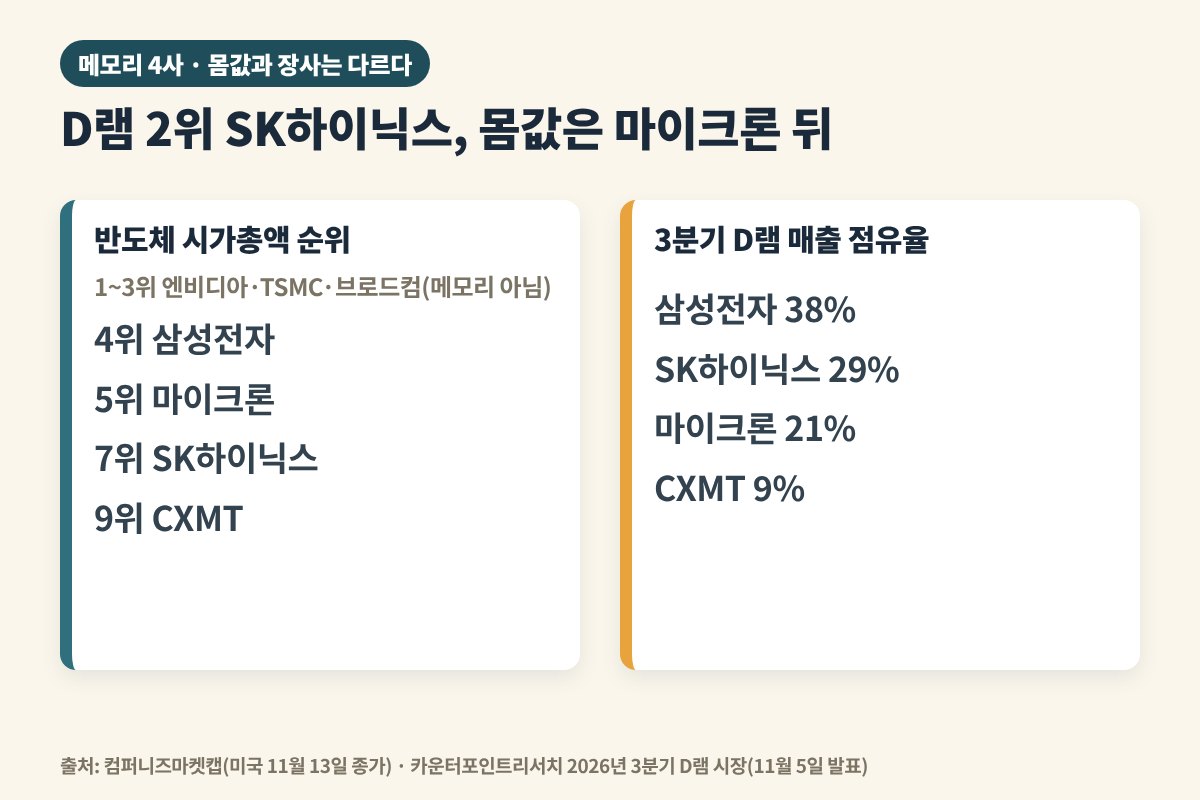 메모리 4사 · 몸값과 장사는 다르다
D램 2위 SK하이닉스, 몸값은 마이크론 뒤
반도체 시가총액 순위
1~3위 엔비디아·TSMC·브로드컴(메모리 아님)
4위 삼성전자
5위 마이크론
7위 SK하이닉스
9위 CXMT
3분기 D램 매출 점유율
삼성전자 38%
SK하이닉스 29%
마이크론 21%
CXMT 9%
출처: 컴퍼니즈마켓캡(미국 11월 13일 종가) · 카운터포인트리서치 2026년 3분기 D램 시장(11월 5일 발표)